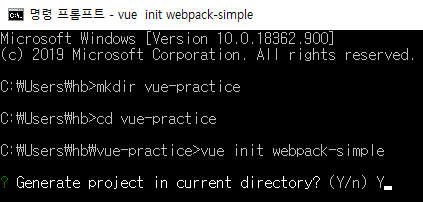 명령 프롬프트 - vue  init webpack-simple
Microsoft Windows [Version 10.0.18362.900]
(c) 2019 Microsoft Corporation. All rights reserved.
C:₩Users₩hb>mkdir vue-practice
C:₩Users₩hb>cd vue-practice
C:₩Users₩hb₩vue-practice>vue init webpack-simple
? Generate project in current directory? (Y/n) Y